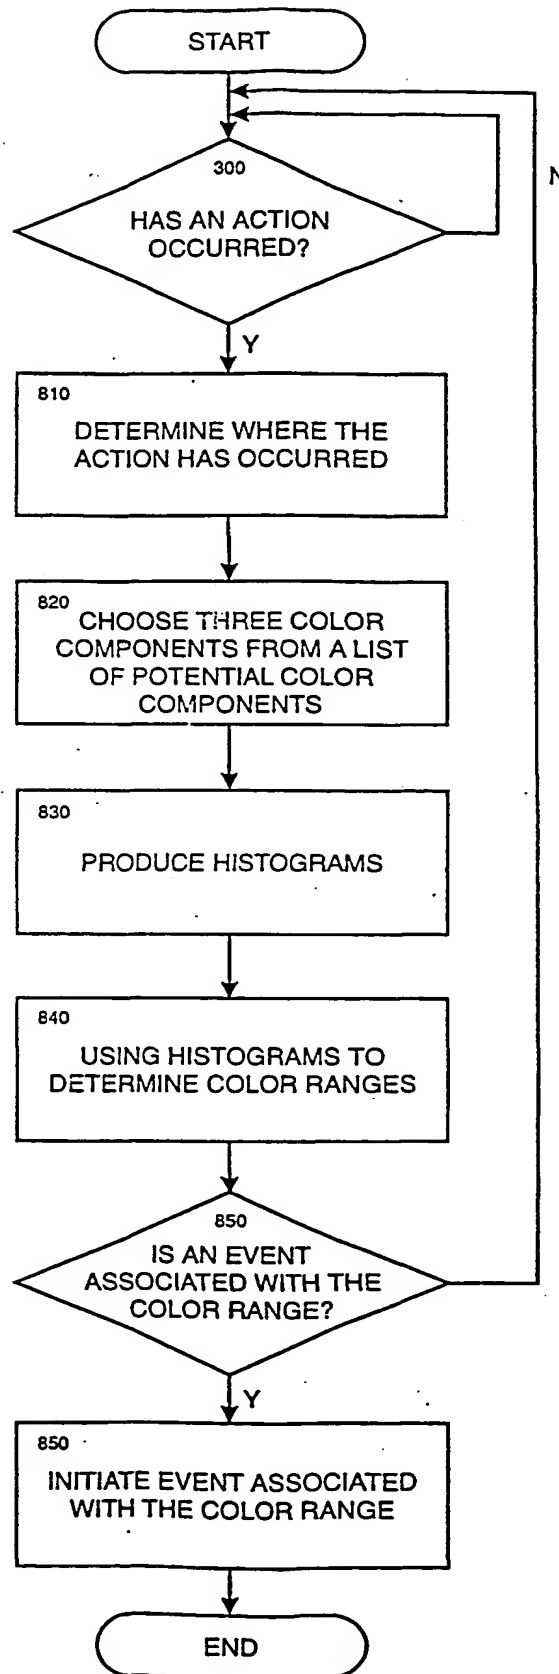 START
300
HAS AN ACTION
OCCURRED?
N
Y
810
DETERMINE WHERE THE
ACTION HAS OCCURRED
820
CHOOSE THREE COLOR
COMPONENTS FROM A LIST
OF POTENTIAL COLOR
COMPONENTS
830
PRODUCE HISTOGRAMS
840
USING HISTOGRAMS TO
DETERMINE COLOR RANGES
850
IS AN EVENT
ASSOCIATED WITH THE
COLOR RANGE?
Y
850
INITIATE EVENT ASSOCIATED
WITH THE COLOR RANGE
END